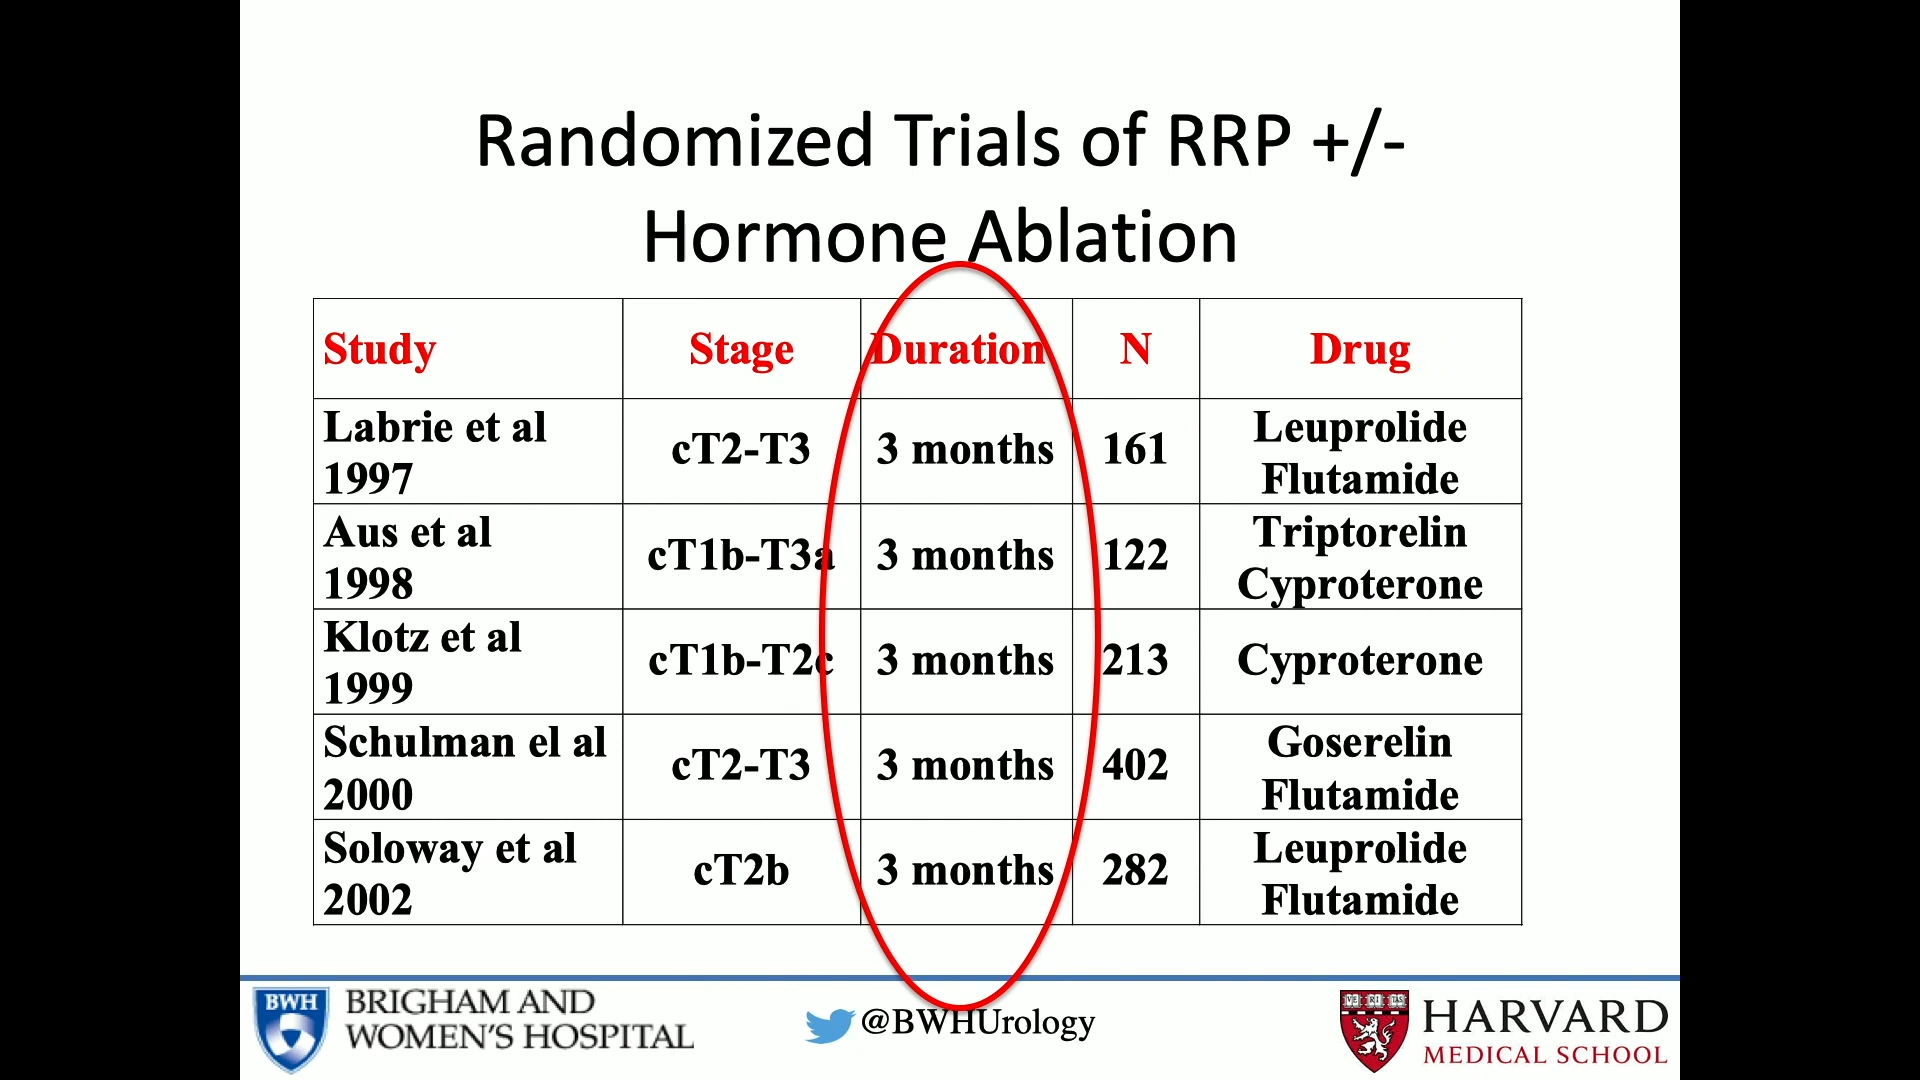 Randomized Trials of RRP +/-
Hormone Ablation
Study Stage Duration N Drug
Labrie et al 1997 cT2-T3 3 months 161 Leuprolide Flutamide
Aus et al 1998 cT1b-T3a 3 months 122 Triptorelin Cyproterone
Klotz et al 1999 cT1b-T2c 3 months 213 Cyproterone
Schulman el al 2000 cT2-T3 3 months 402 Goserelin Flutamide
Soloway et al 2002 cT2b 3 months 282 Leuprolide Flutamide
BWH
BRIGHAM AND
WOMEN'S HOSPITAL
@BWHUrology
VE RI TAS
HARVARD
MEDICAL SCHOOL